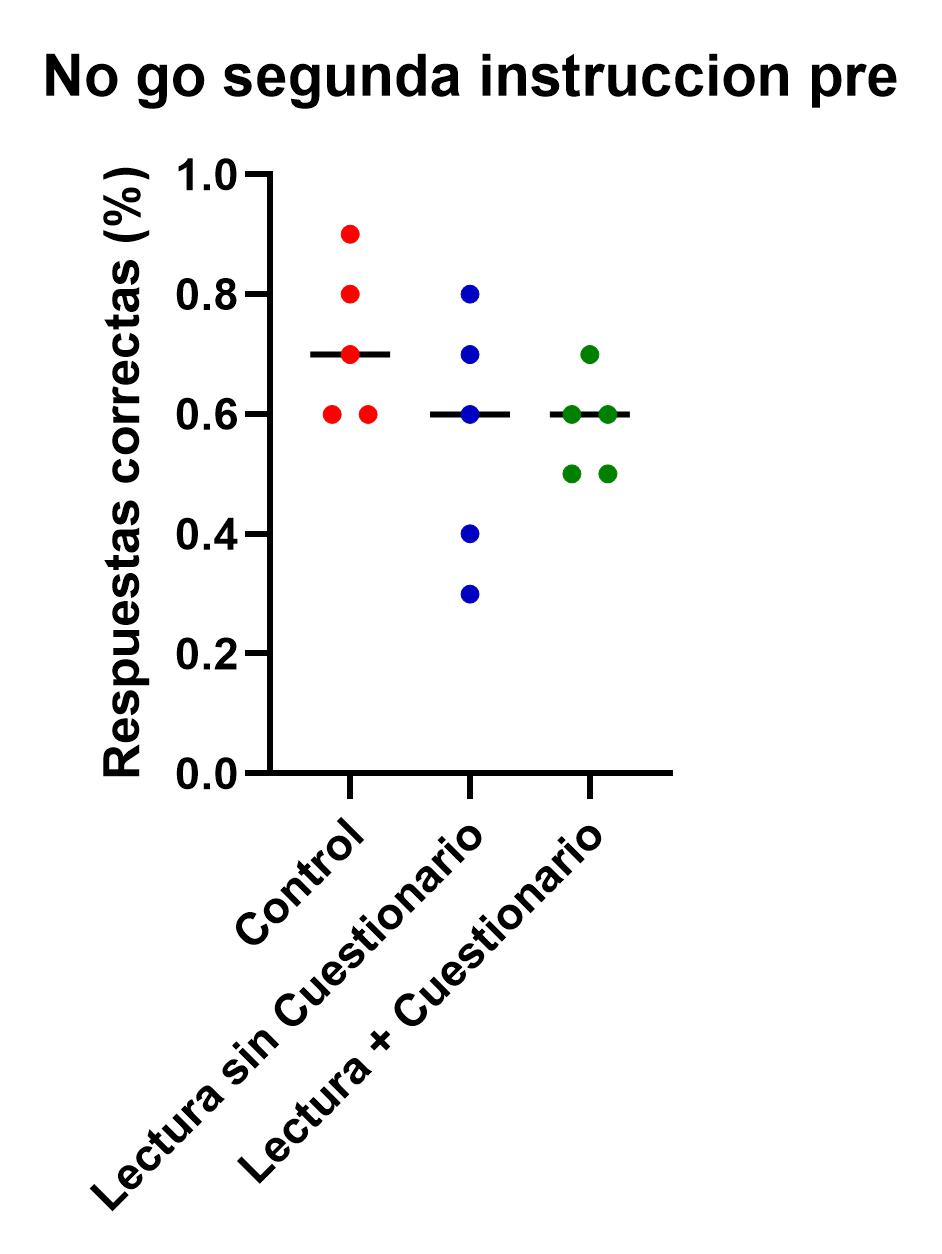 No go segunda instruccion pre
Respuestas correctas (%)
1.0
0.8
0.6
0.4
0.2
0.0
Control
Lectura sin Cuestionario
Lectura + Cuestionario